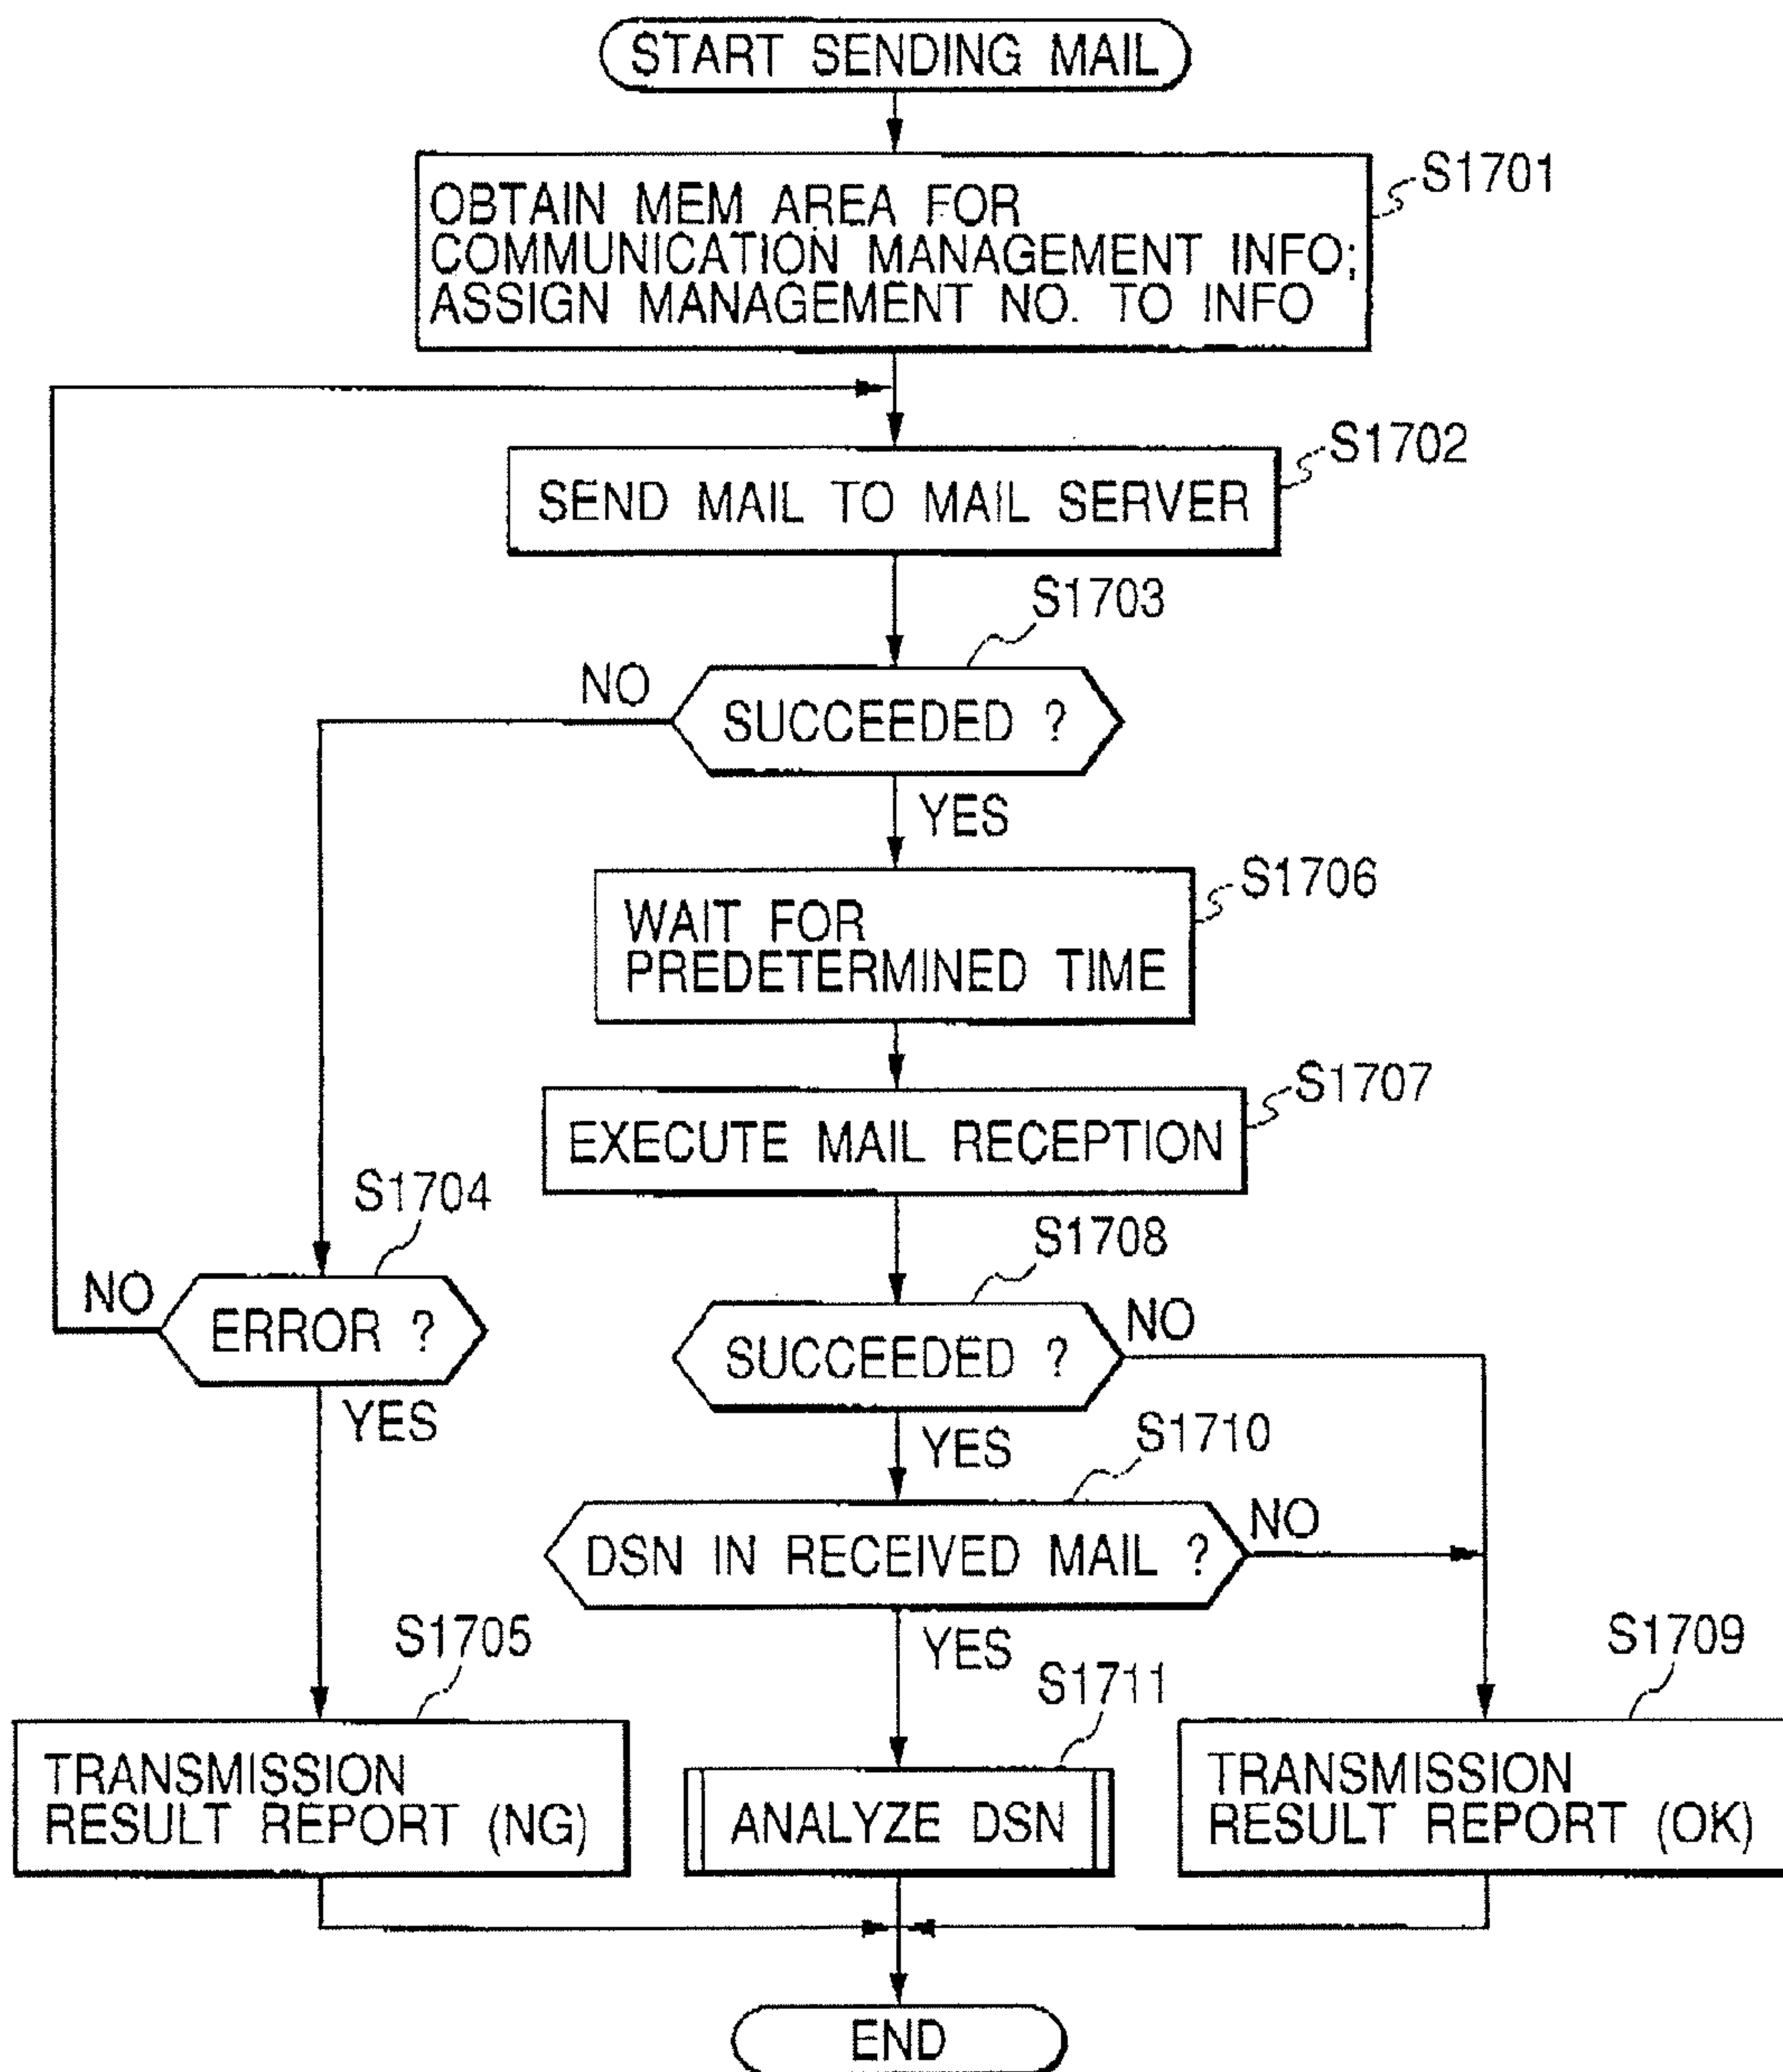 START SENDING MAIL
S1701
OBTAIN MEM AREA FOR
COMMUNICATION MANAGEMENT INFO;
ASSIGN MANAGEMENT NO. TO INFO
S1702
SEND MAIL TO MAIL SERVER
S1703
NO
SUCCEEDED ?
YES
S1706
WAIT FOR
PREDETERMINED TIME
S1707
EXECUTE MAIL RECEPTION
S1704
S1708
NO
ERROR ?
SUCCEEDED ?
NO
YES
YES
S1710
DSN IN RECEIVED MAIL ?
NO
S1705
YES
S1709
S1711
TRANSMISSION
RESULT REPORT (NG)
ANALYZE DSN
TRANSMISSION
RESULT REPORT (OK)
END